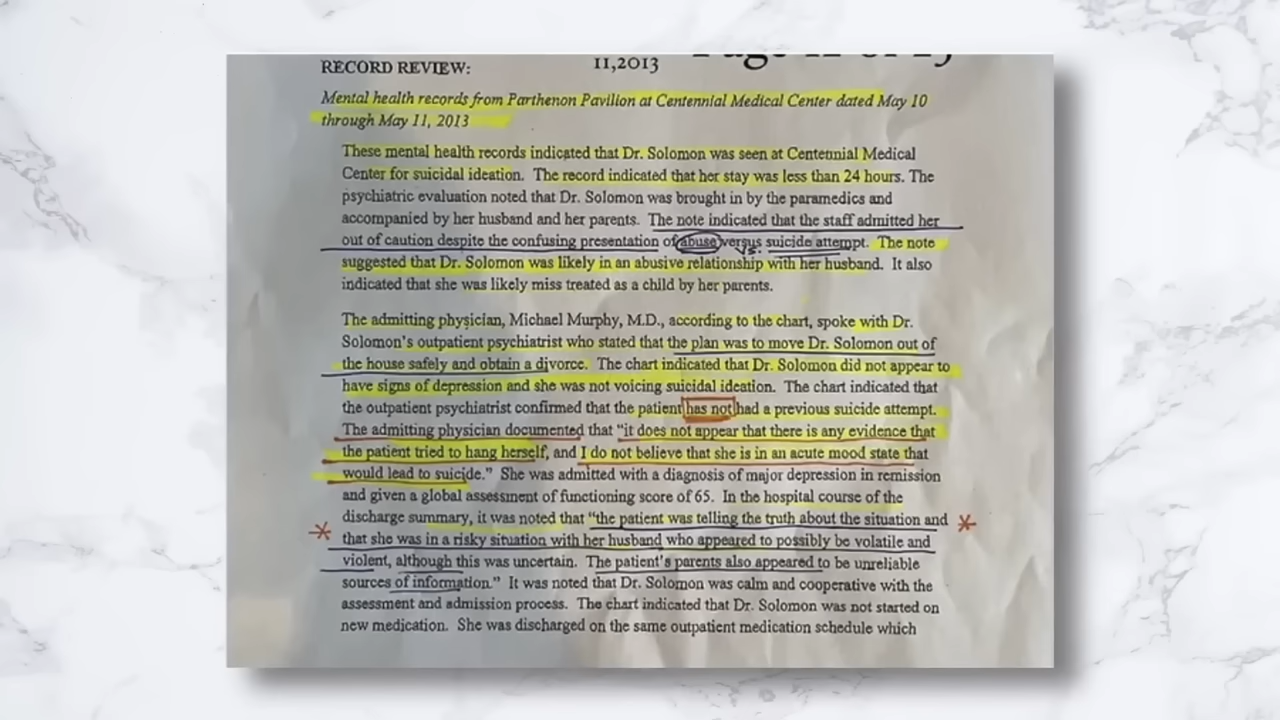 RECORD REVIEW:
11,2013
Mental health records from Parthenon Pavilion at Centennial Medical Center dated May 10
through May 11, 2013
These mental health records indicated that Dr. Solomon was seen at Centennial Medical
Center for suicidal ideation. The record indicated that her stay was less than 24 hours. The
psychiatric evaluation noted that Dr. Solomon was brought in by the paramedics and
accompanied by her husband and her parents. The note indicated that the staff admitted her
out of caution despite the confusing presentation of abuse versus suicide attempt. The note
vs.
suggested that Dr. Solomon was likely in an abusive relationship with her husband. It also
indicated that she was likely miss treated as a child by her parents.
The admitting physician, Michael Murphy, M.D., according to the chart, spoke with Dr.
Solomon's outpatient psychiatrist who stated that the plan was to move Dr. Solomon out of
the house safely and obtain a divorce. The chart indicated that Dr. Solomon did not appear to
have signs of depression and she was not voicing suicidal ideation. The chart indicated that
the outpatient psychiatrist confirmed that the patient has not had a previous suicide attempt.
The admitting physician documented that "it does not appear that there is any evidence that
the patient tried to hang herself, and I do not believe that she is in an acute mood state that
would lead to suicide." She was admitted with a diagnosis of major depression in remission
and given a global assessment of functioning score of 65. In the hospital course of the
discharge summary, it was noted that "the patient was telling the truth about the situation and
that she was in a risky situation with her husband who appeared to possibly be volatile and
violent, although this was uncertain. The patient's parents also appeared to be unreliable
sources of information." It was noted that Dr. Solomon was calm and cooperative with the
assessment and admission process. The chart indicated that Dr. Solomon was not started on
new medication. She was discharged on the same outpatient medication schedule which